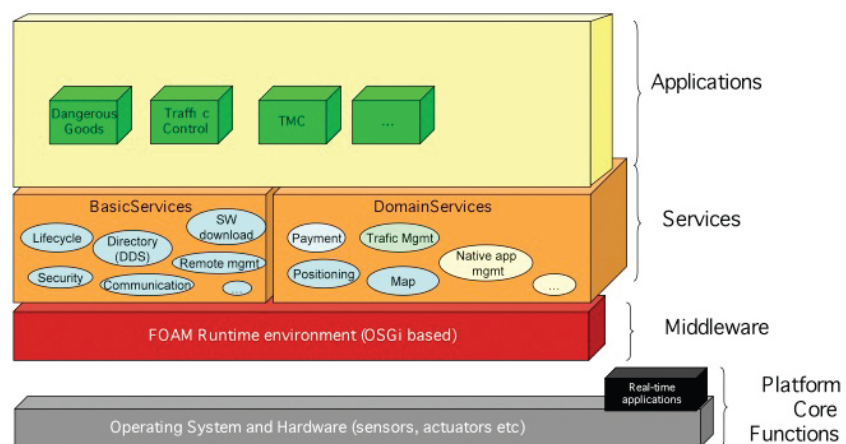 Applications
Dangerous
Goods
Traffi c
Control
TMC
...
Services
BasicServices
DomainServices
Lifecycle
Directory
(DDS)
SW
download
Security
Remote mgmt
Communication
...
Payment
Trafic Mgmt
Positioning
Map
Native app
mgmt
...
Middleware
FOAM Runtime environment (OSGi based)
Real-time
applications
Platform
Core
Functions
Operating System and Hardware (sensors, actuators etc)